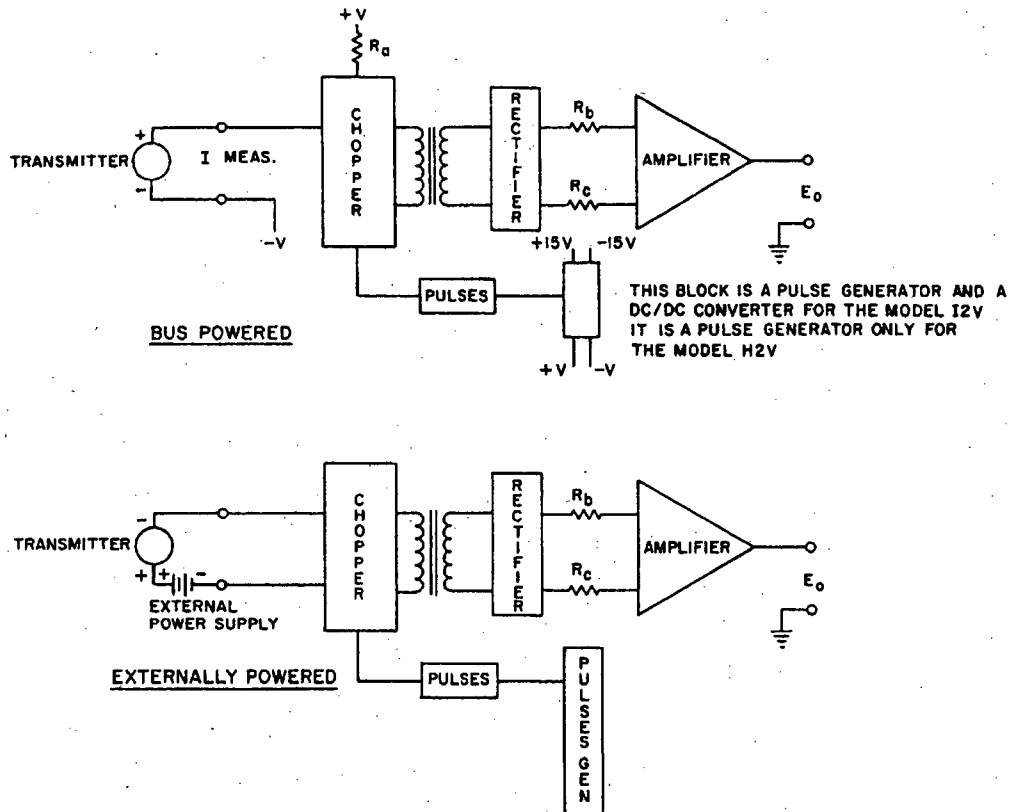 +V
Ra
CHOPPER
RECTIFIER
Rb
+
TRANSMITTER
I MEAS.
AMPLIFIER
-
Rc
Eo
-V
+15V -15V
PULSES
THIS BLOCK IS A PULSE GENERATOR AND A
DC/DC CONVERTER FOR THE MODEL I2V
IT IS A PULSE GENERATOR ONLY FOR
THE MODEL H2V
BUS POWERED
+V -V
CHOPPER
RECTIFIER
Rb
-
TRANSMITTER
AMPLIFIER
+ + -
Rc
Eo
EXTERNAL
POWER SUPPLY
EXTERNALLY POWERED
PULSES
PULSES GEN